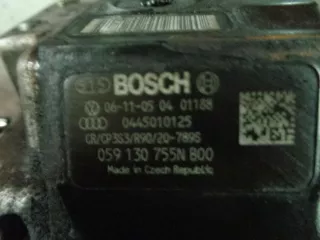 BOSCH
06-11-05 04 01188
0445010125
CR/CP3S3/R90/20-789S
059 130 755N B00
Made in Czech Republic